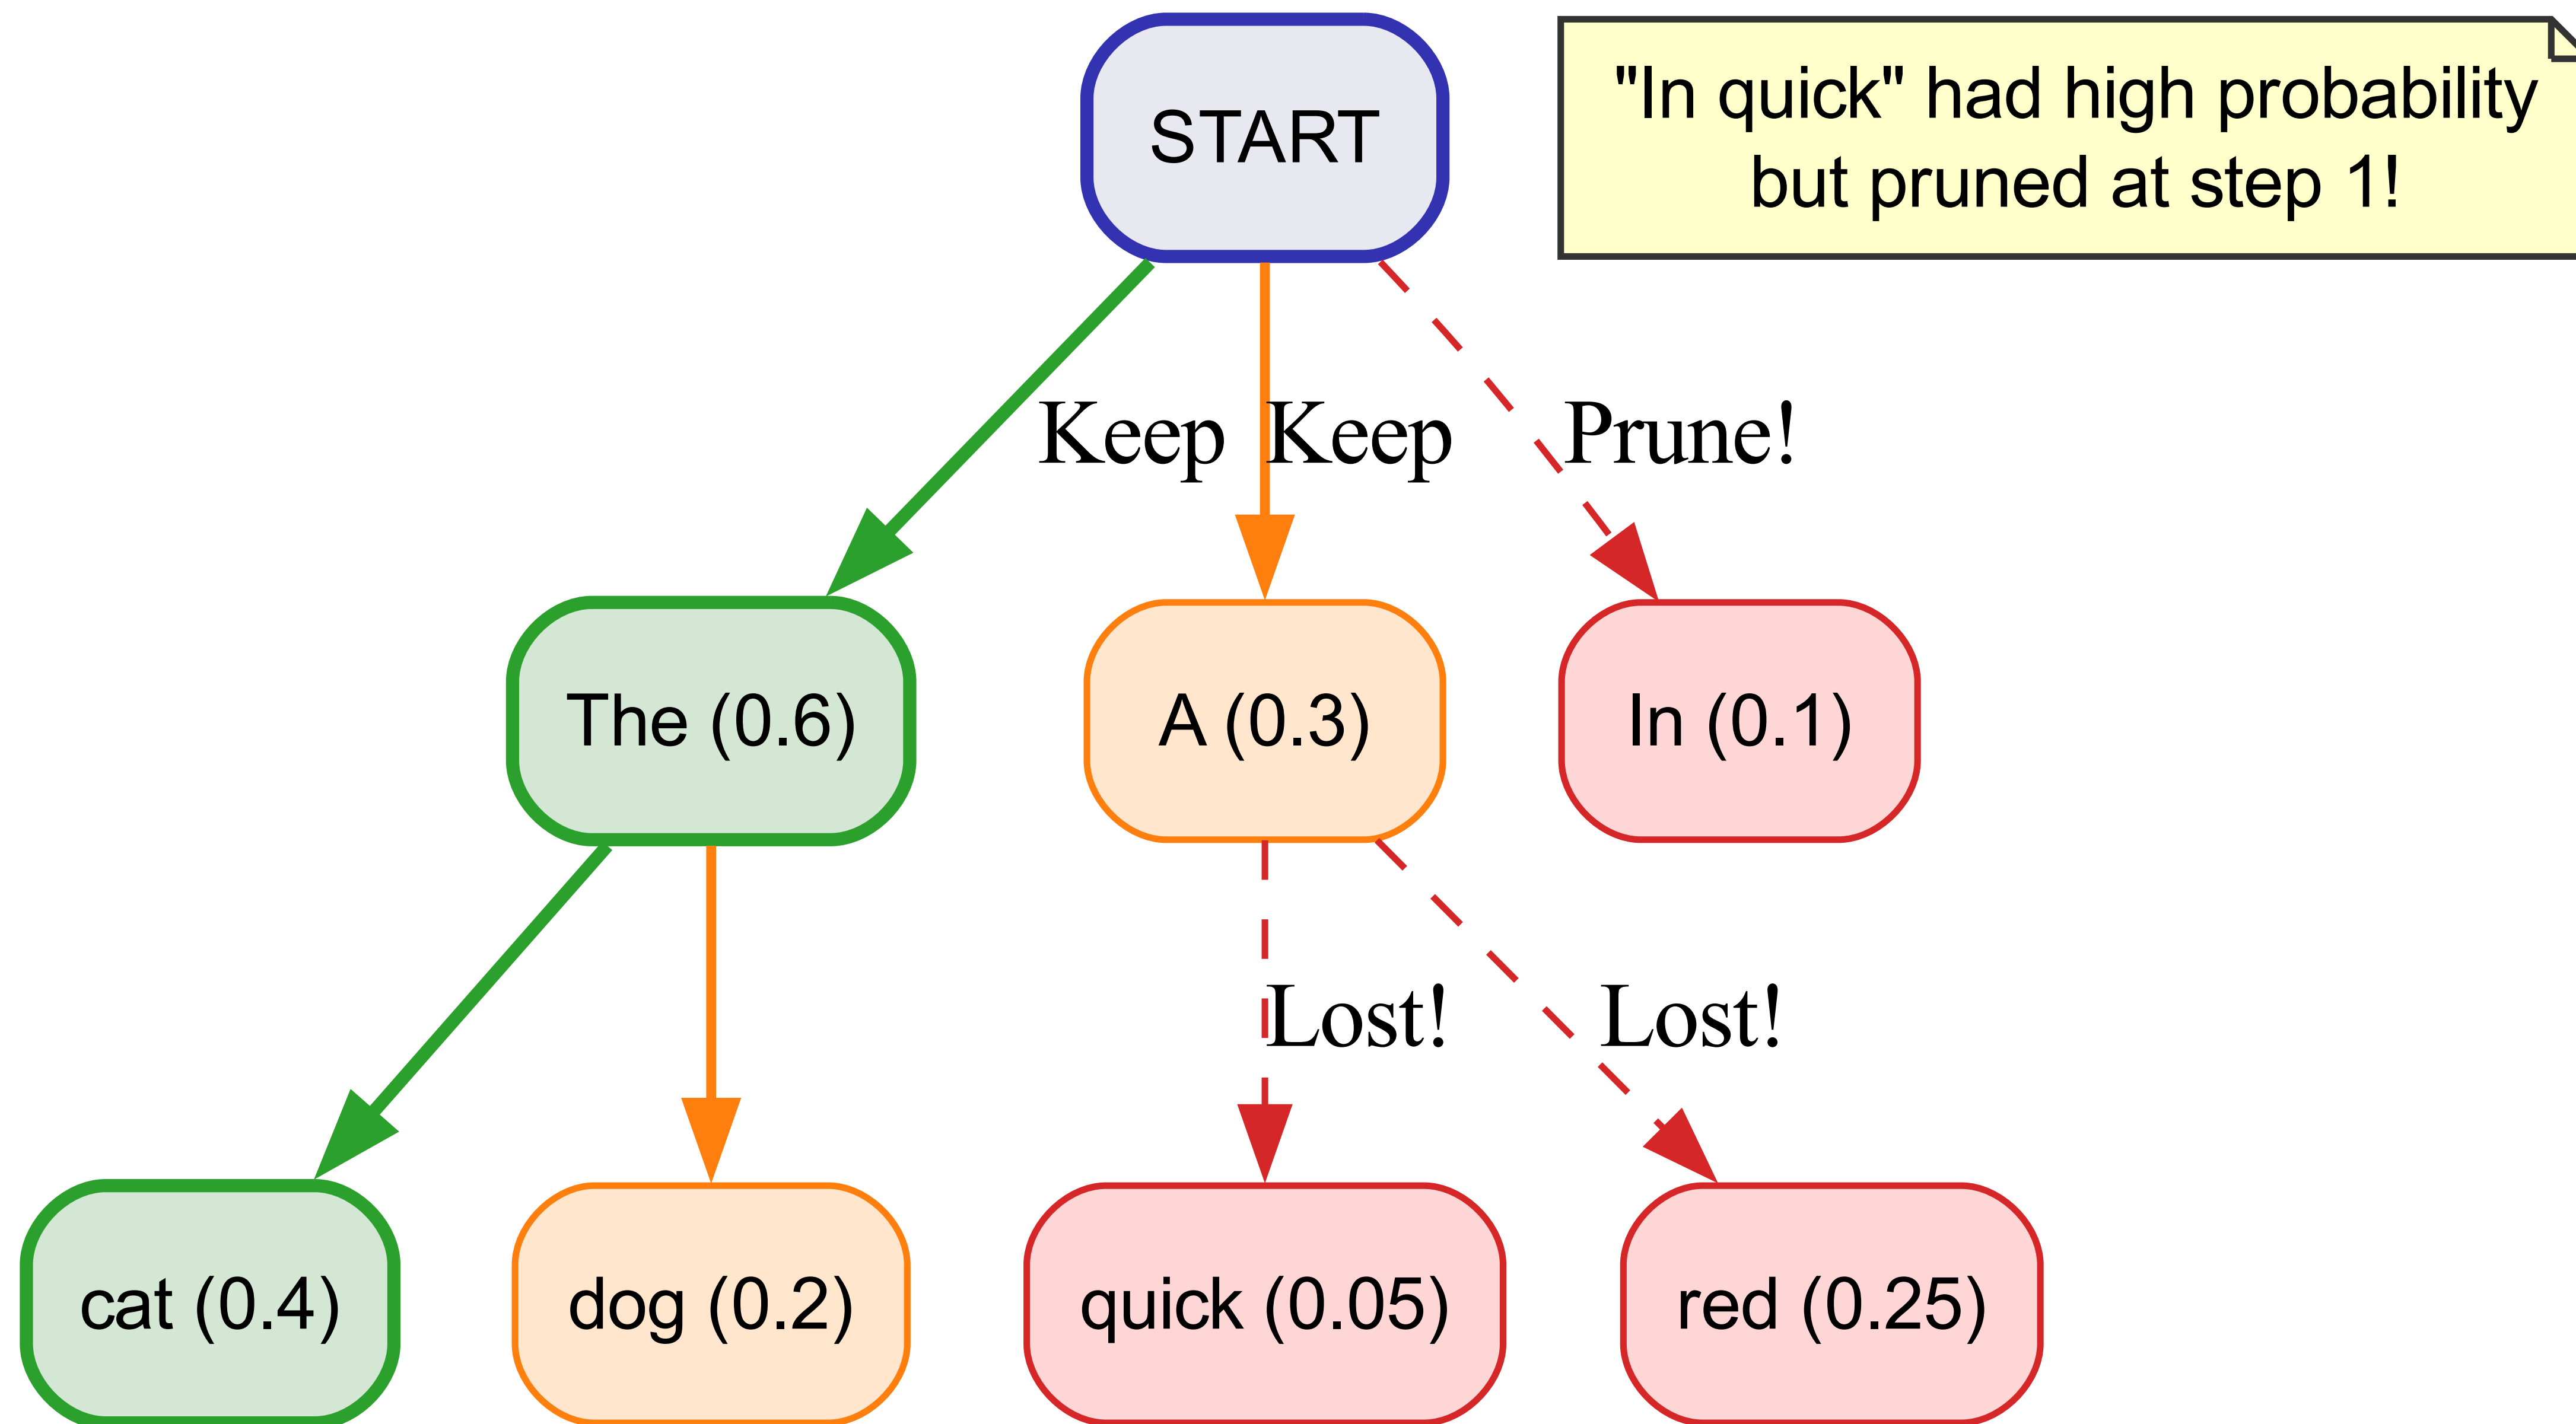 START
"In quick" had high probability
but pruned at step 1!
Keep
Keep
Prune!
The (0.6)
A (0.3)
In (0.1)
Lost!
Lost!
cat (0.4)
dog (0.2)
quick (0.05)
red (0.25)